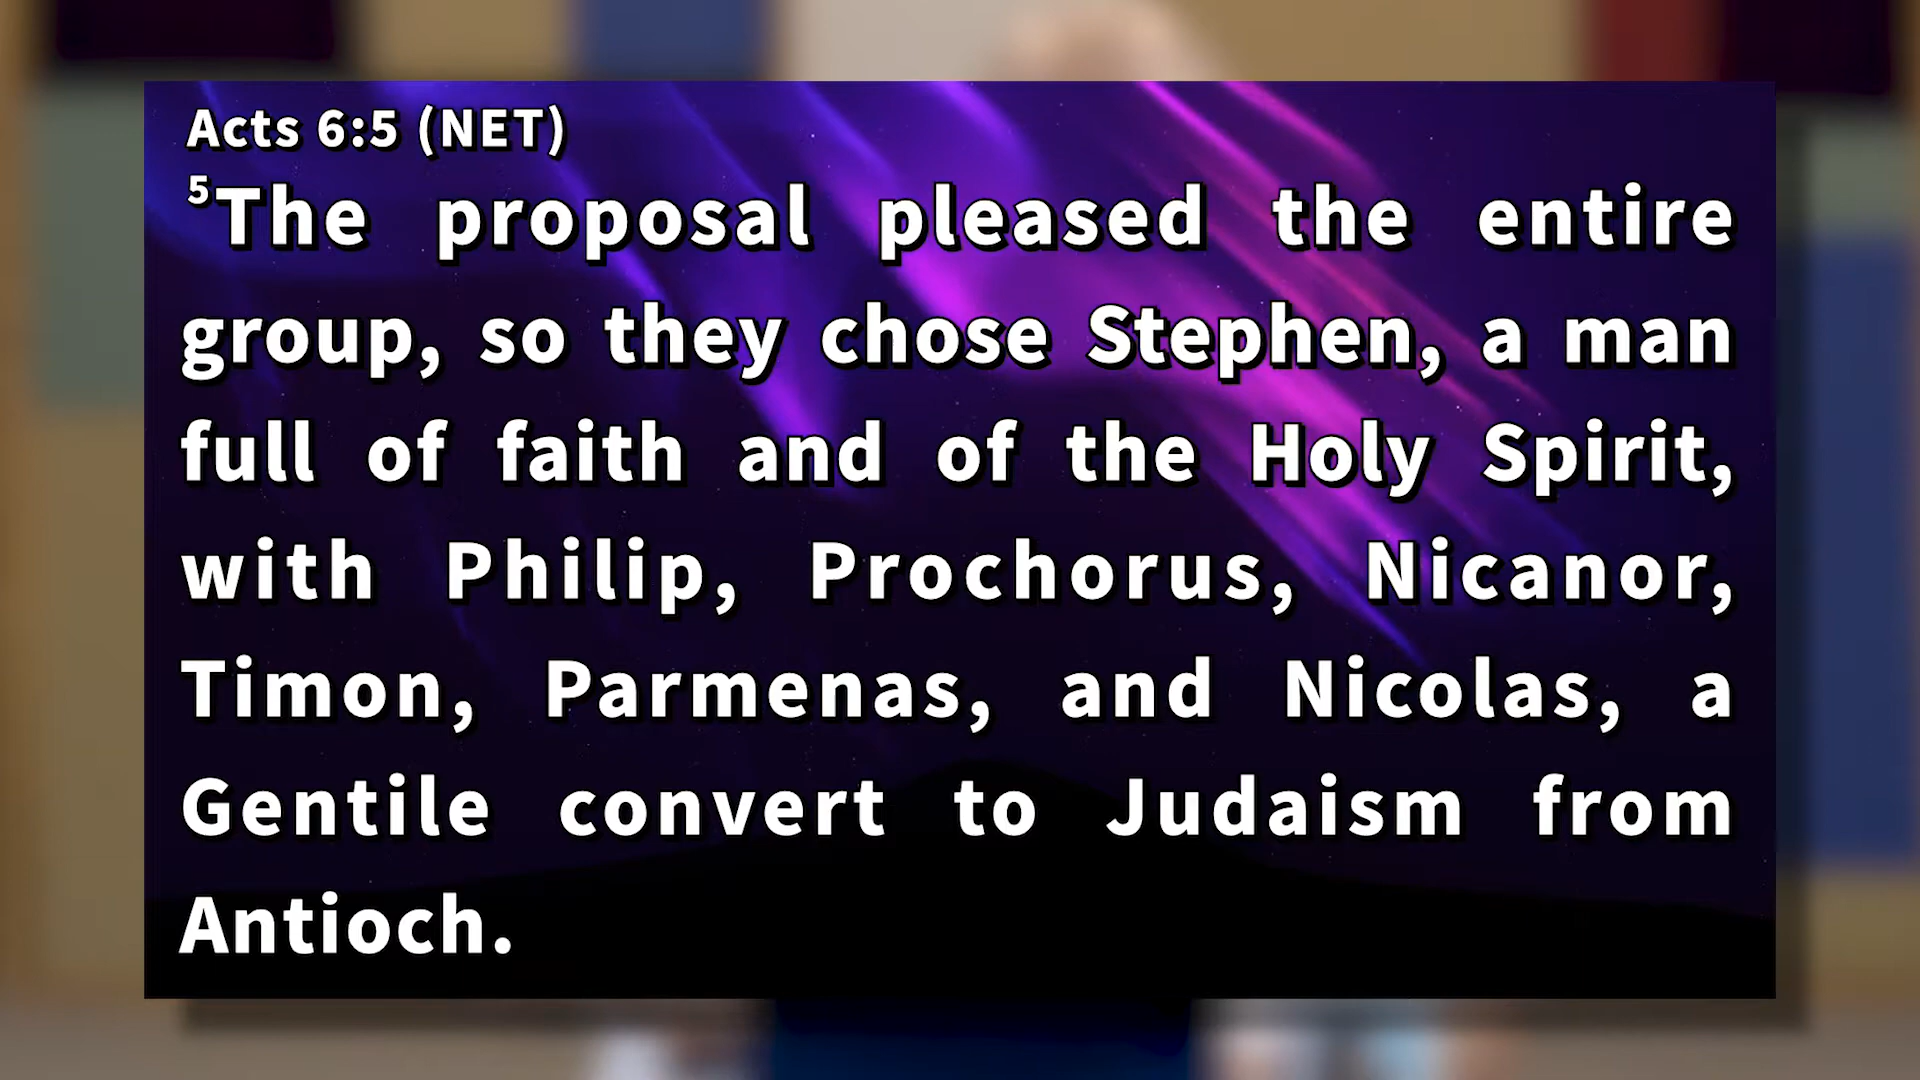 Acts 6:5 (NET)
⁵The proposal pleased the entire
group, so they chose Stephen, a man
full of faith and of the Holy Spirit,
with Philip, Prochorus, Nicanor,
Timon, Parmenas, and Nicolas, a
Gentile convert to Judaism from
Antioch.